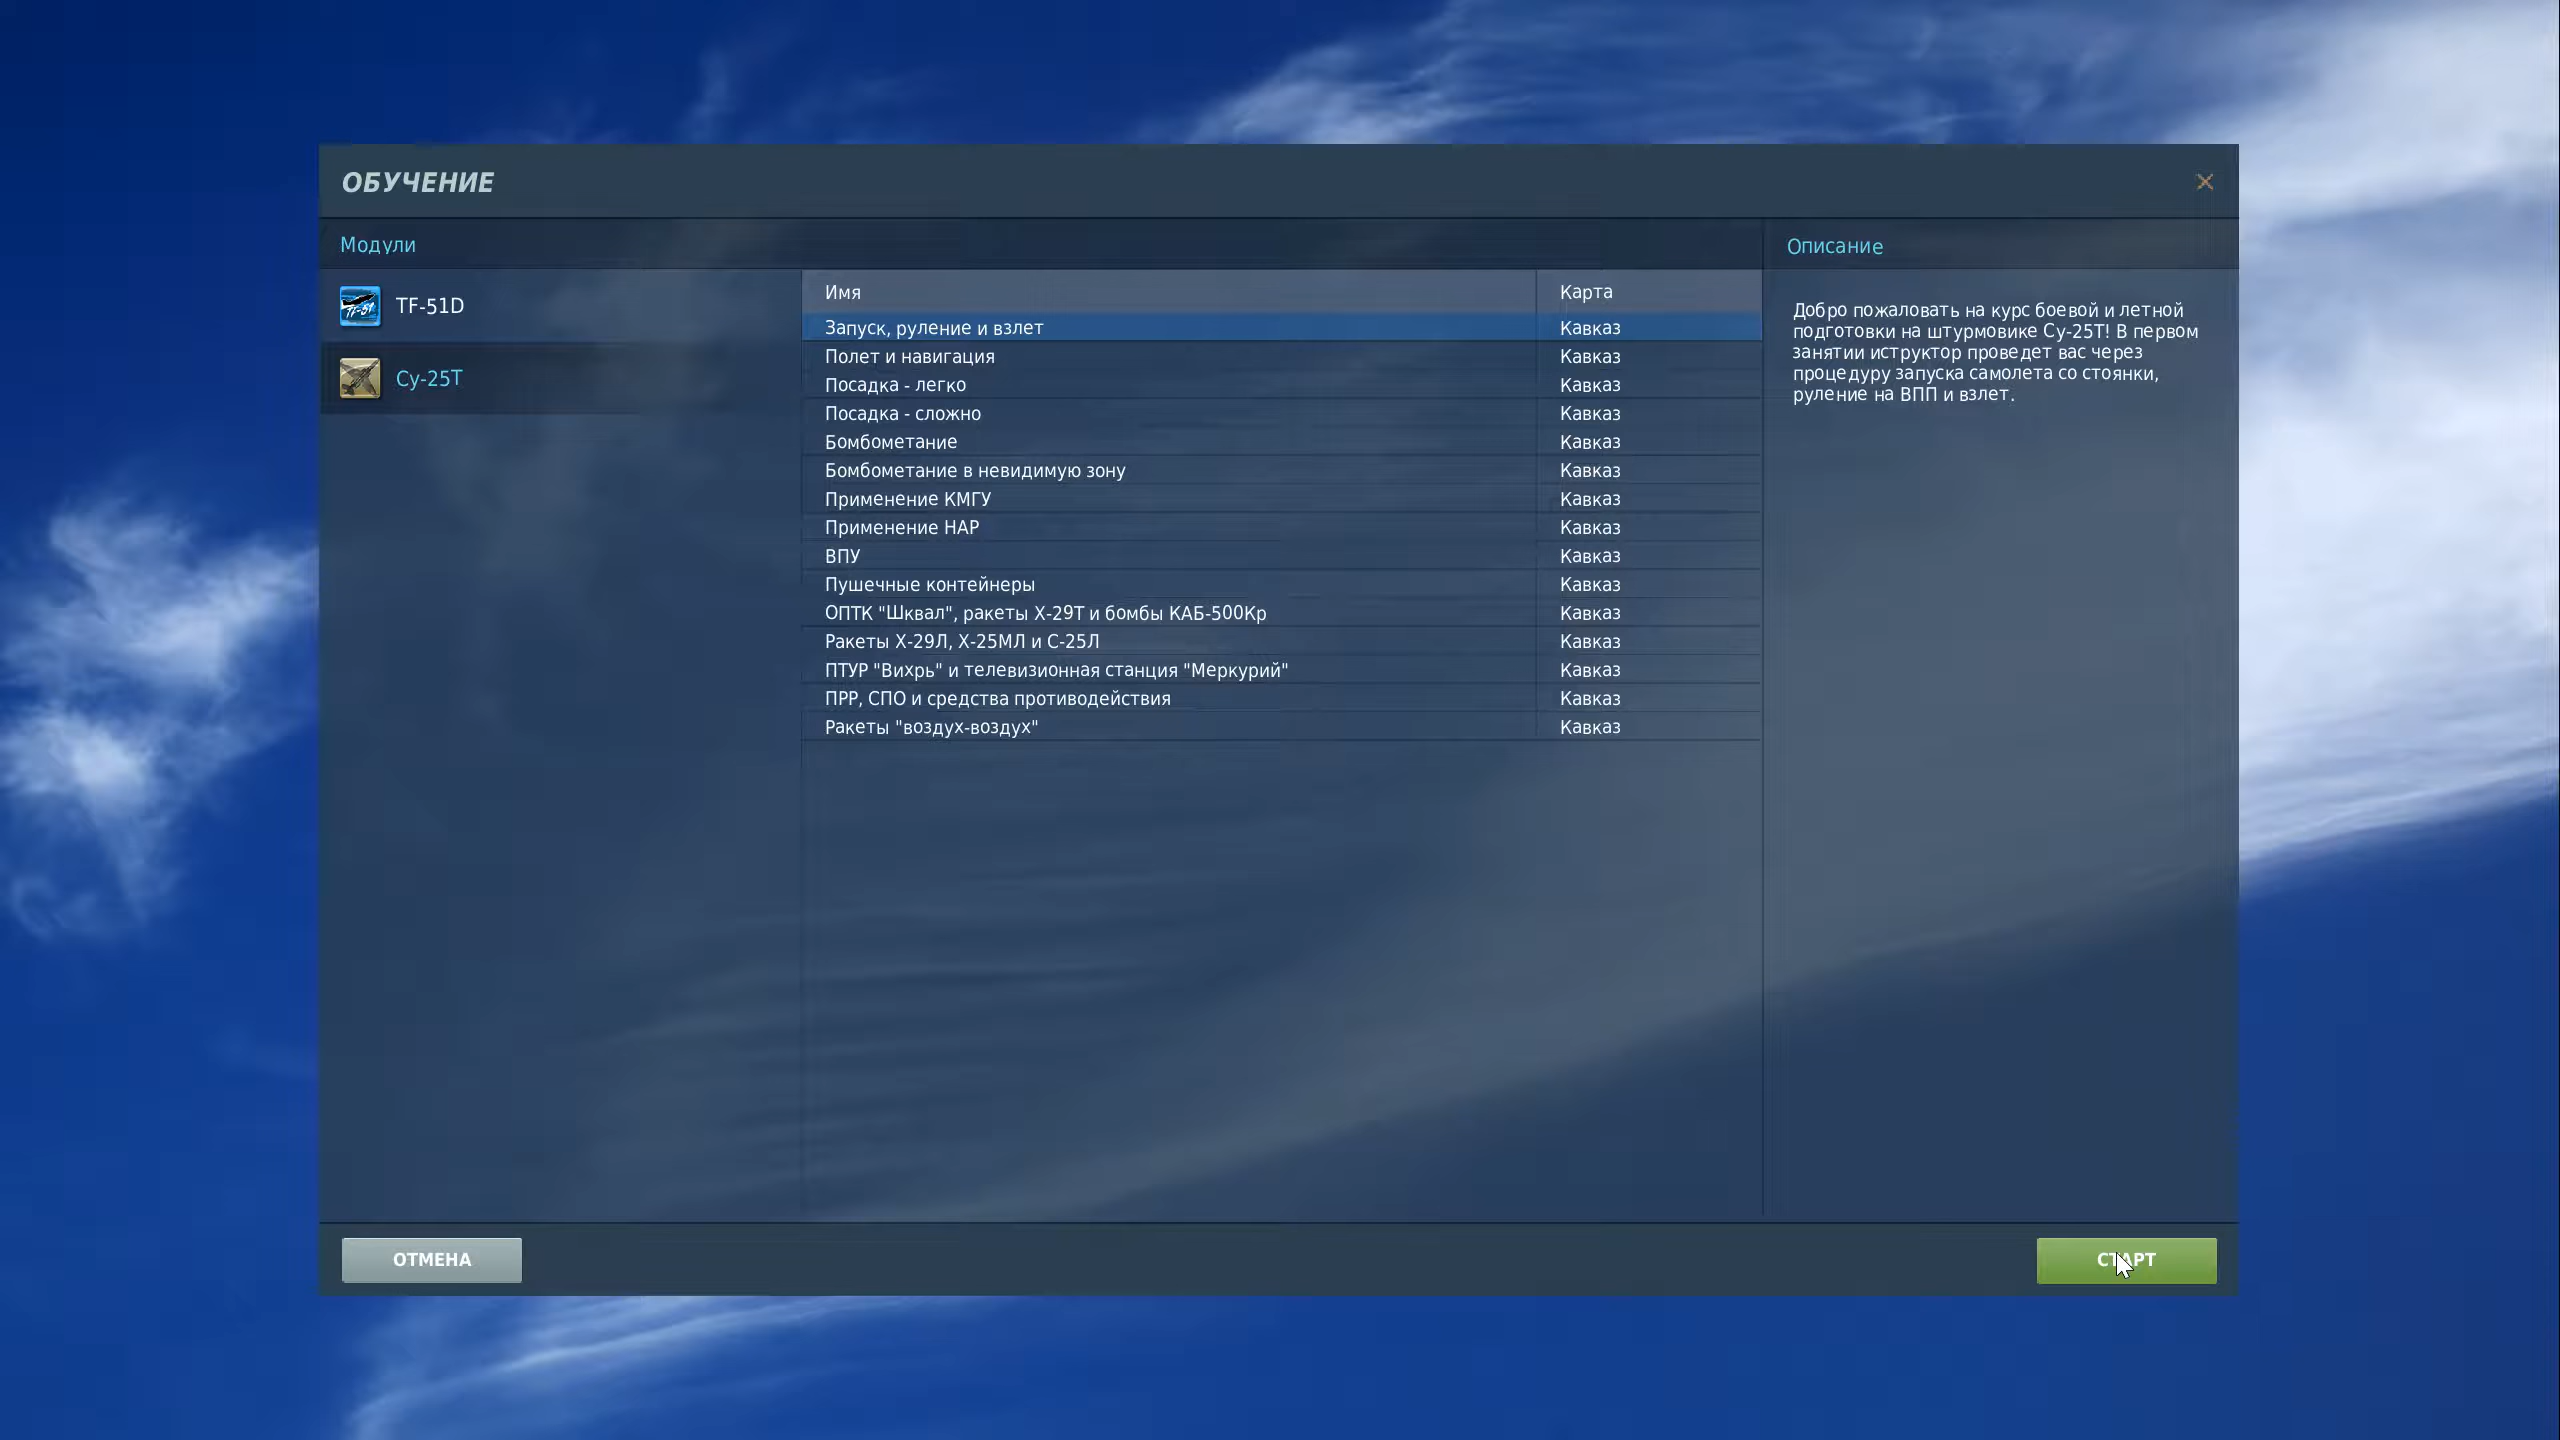 ОБУЧЕНИЕ
Модули
Описание
TF-51D
Су-25Т
Имя Карта
Запуск, руление и взлет Кавказ
Полет и навигация Кавказ
Посадка - легко Кавказ
Посадка - сложно Кавказ
Бомбометание Кавказ
Бомбометание в невидимую зону Кавказ
Применение КМГУ Кавказ
Применение НАР Кавказ
ВПУ Кавказ
Пушечные контейнеры Кавказ
ОПТК "Шквал", ракеты Х-29Т и бомбы КАБ-500Кр Кавказ
Ракеты Х-29Л, Х-25МЛ и С-25Л Кавказ
ПТУР "Вихрь" и телевизионная станция "Меркурий" Кавказ
ПРР, СПО и средства противодействия Кавказ
Ракеты "воздух-воздух" Кавказ
Добро пожаловать на курс боевой и летной
подготовки на штурмовике Су-25Т! В первом
занятии иструктор проведет вас через
процедуру запуска самолета со стоянки,
руление на ВПП и взлет.
ОТМЕНА
СТАРТ